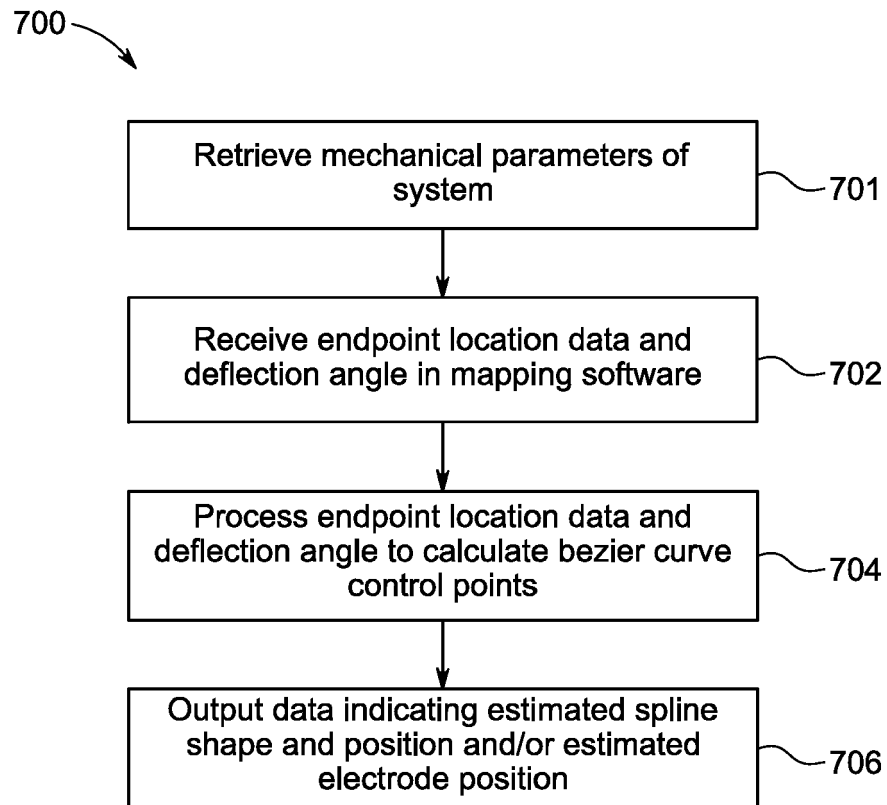 700
Retrieve mechanical parameters of
system
701
Receive endpoint location data and
deflection angle in mapping software
702
Process endpoint location data and
deflection angle to calculate bezier curve
control points
704
Output data indicating estimated spline
shape and position and/or estimated
electrode position
706